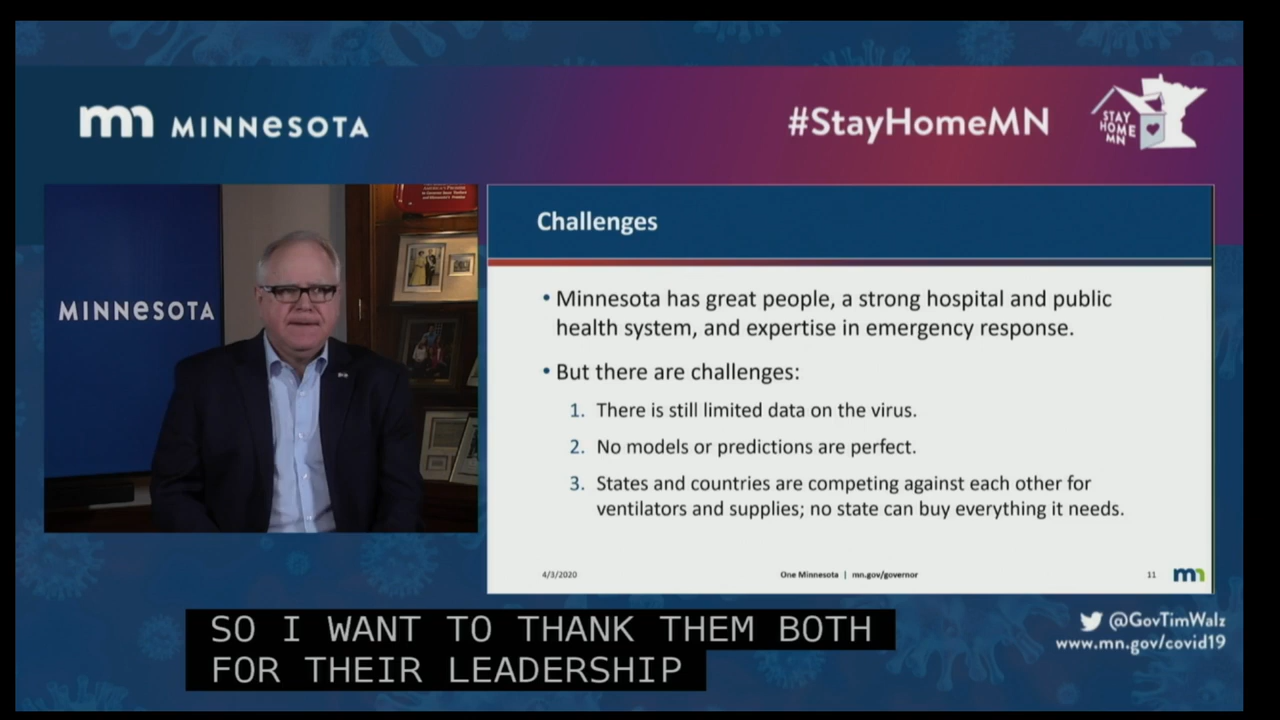 MINNESOTA
#StayHomeMN
STAY
HOME
MN
MINNESOTA
Challenges
• Minnesota has great people, a strong hospital and public
health system, and expertise in emergency response.
• But there are challenges:
1. There is still limited data on the virus.
2. No models or predictions are perfect.
3. States and countries are competing against each other for
ventilators and supplies; no state can buy everything it needs.
4/3/2020
One Minnesota | mn.gov/governor
11
mn
SO I WANT TO THANK THEM BOTH
FOR THEIR LEADERSHIP
@GovTimWalz
www.mn.gov/covid19